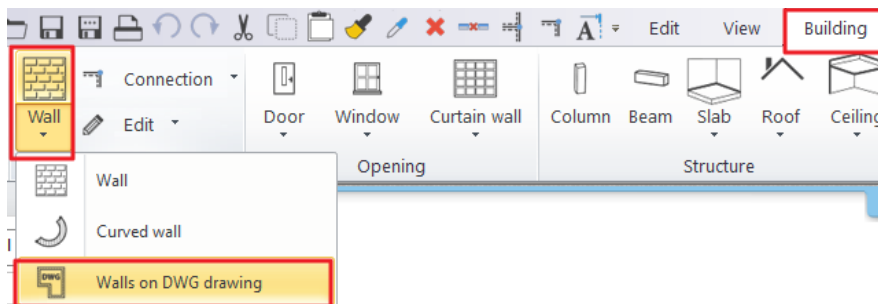 Edit View Building
Connection
Wall Edit Door Window Curtain wall Column Beam Slab Roof Ceiling
Opening Structure
Wall
Curved wall
DWG Walls on DWG drawing